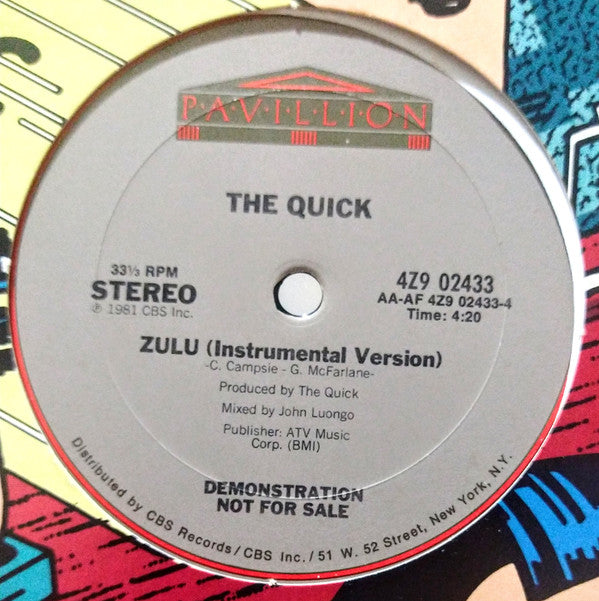 P·A·V·I·L·L·I·O·N
THE QUICK
33⅓ RPM
STEREO
℗ 1981 CBS Inc.
4Z9 02433
AA-AF 4Z9 02433-4
Time: 4:20
ZULU (Instrumental Version)
-C. Campsie - G. McFarlane-
Produced by The Quick
Mixed by John Luongo
Publisher: ATV Music
Corp. (BMI)
DEMONSTRATION
NOT FOR SALE
Distributed by CBS Records/CBS Inc./51 W. 52 Street, New York, N.Y.